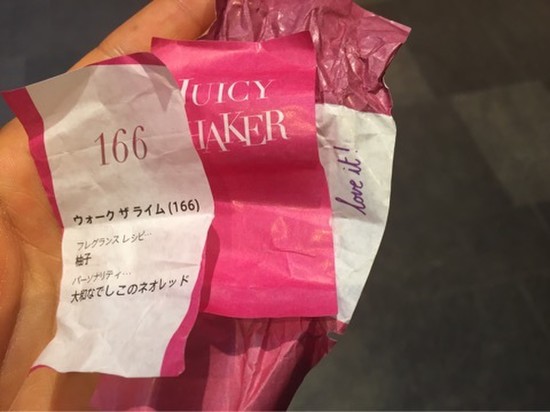 166
ウォーク ザ ライム (166)
フレグランス レシピ…
柚子
パーソナリティ…
大和なでしこのネオレッド
JUICY
HAKER
love it!